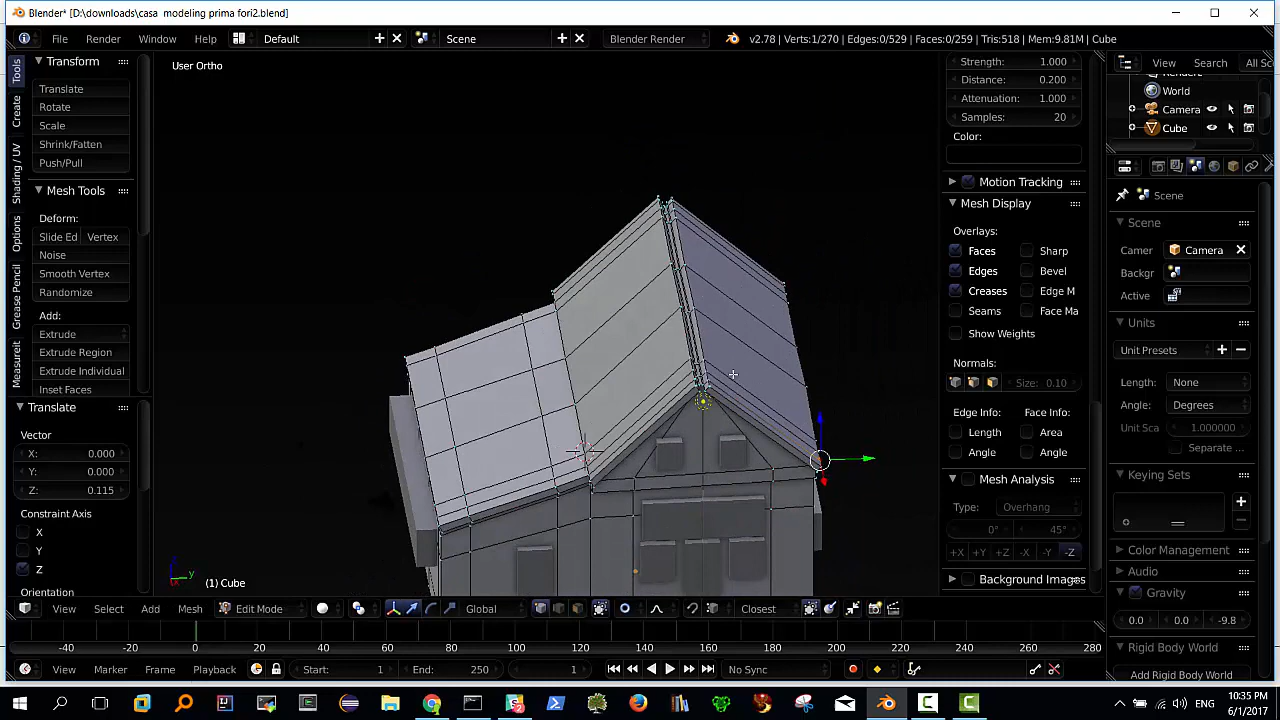 Blender* [D:\downloads\casa modeling prima fori2.blend]
File Render Window Help Default Scene Blender Render v2.78 | Verts:1/270 | Edges:0/529 | Faces:0/259 | Tris:518 | Mem:9.81M | Cube
Tools
Create
Shading / UV
Options
Grease Pencil
Measureit
Transform
Translate
Rotate
Scale
Shrink/Fatten
Push/Pull
Mesh Tools
Deform:
Slide Ed Vertex
Noise
Smooth Vertex
Randomize
Add:
Extrude
Extrude Region
Extrude Individual
Inset Faces
Translate
Vector
X: 0.000
Y: 0.000
Z: 0.115
Constraint Axis
X
Y
Z
Orientation
User Ortho
(1) Cube
Strength: 1.000
Distance: 0.200
Attenuation: 1.000
Samples: 20
Color:
Motion Tracking
Mesh Display
Overlays:
Faces Sharp
Edges Bevel
Creases Edge M
Seams Face Ma
Show Weights
Normals:
Size: 0.10
Edge Info: Face Info:
Length Area
Angle Angle
Mesh Analysis
Type: Overhang
0° 45°
+X +Y +Z -X -Y -Z
Background Images
View Search All Sc
World
Camera
Cube
Scene
Scene
Camer Camera
Backgr
Active
Units
Unit Presets
Length: None
Angle: Degrees
Unit Sca 1.000000
Separate
Keying Sets
Color Management
Audio
Gravity
0.0 0.0 -9.8
Rigid Body World
Add Rigid Body World
View Select Add Mesh Edit Mode Global Closest
-40 -20 0 20 40 60 80 100 120 140 160 180 200 220 240 260 280
View Marker Frame Playback Start: 1 End: 250 1 No Sync
10:35 PM
6/1/2017